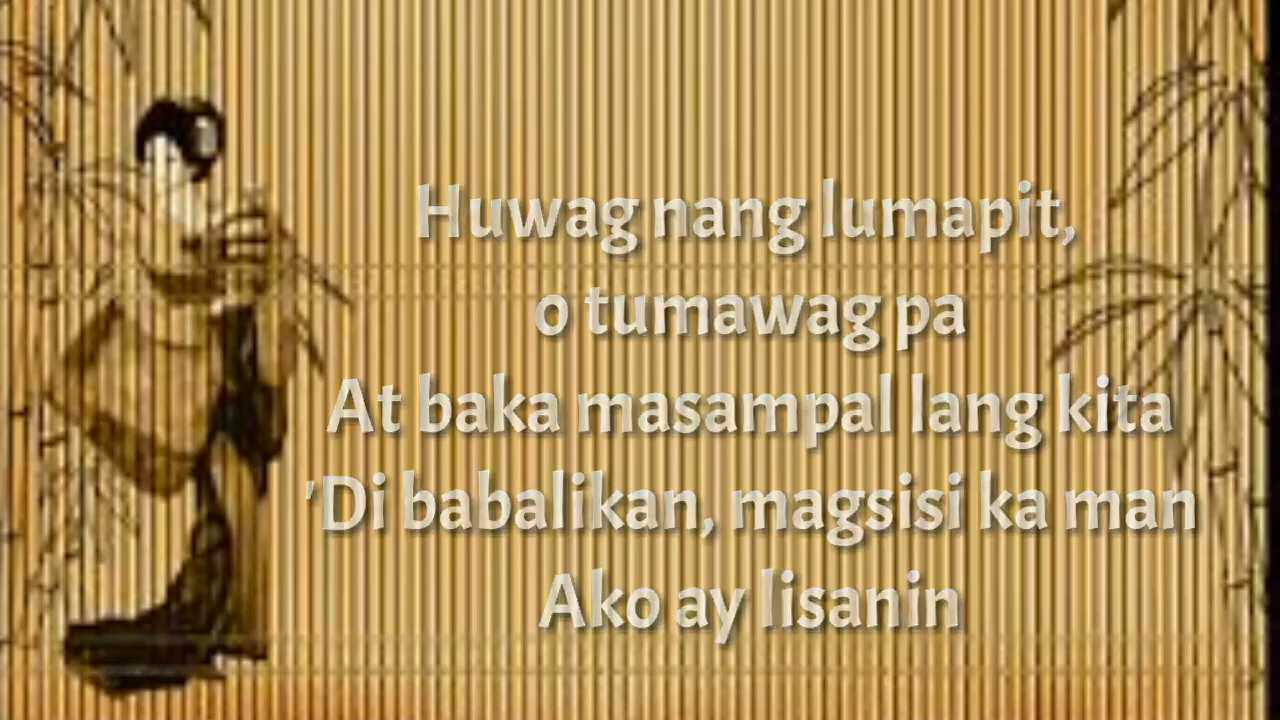 Huwag nang lumapit,
o tumawag pa
At baka masampal lang kita
'Di babalikan, magsisi ka man
Ako ay lisanin